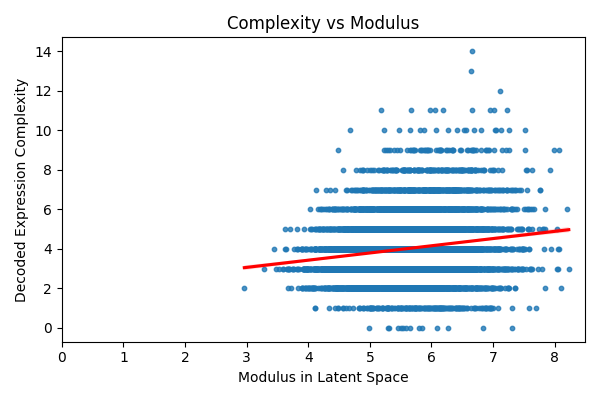 Complexity vs Modulus
Decoded Expression Complexity
14
12
10
8
6
4
2
0
0 1 2 3 4 5 6 7 8
Modulus in Latent Space